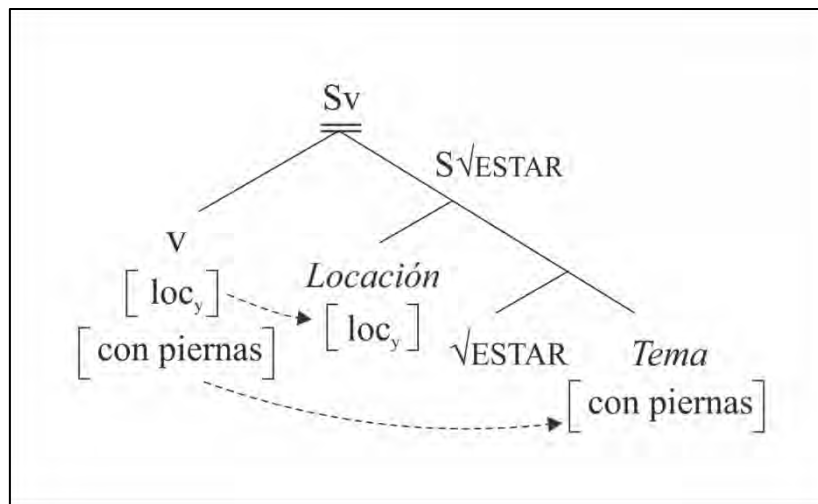 Sv
S√ESTAR
v
[ loc_y ]
[ con piernas ]
Locación
[ loc_y ]
√ESTAR
Tema
[ con piernas ]